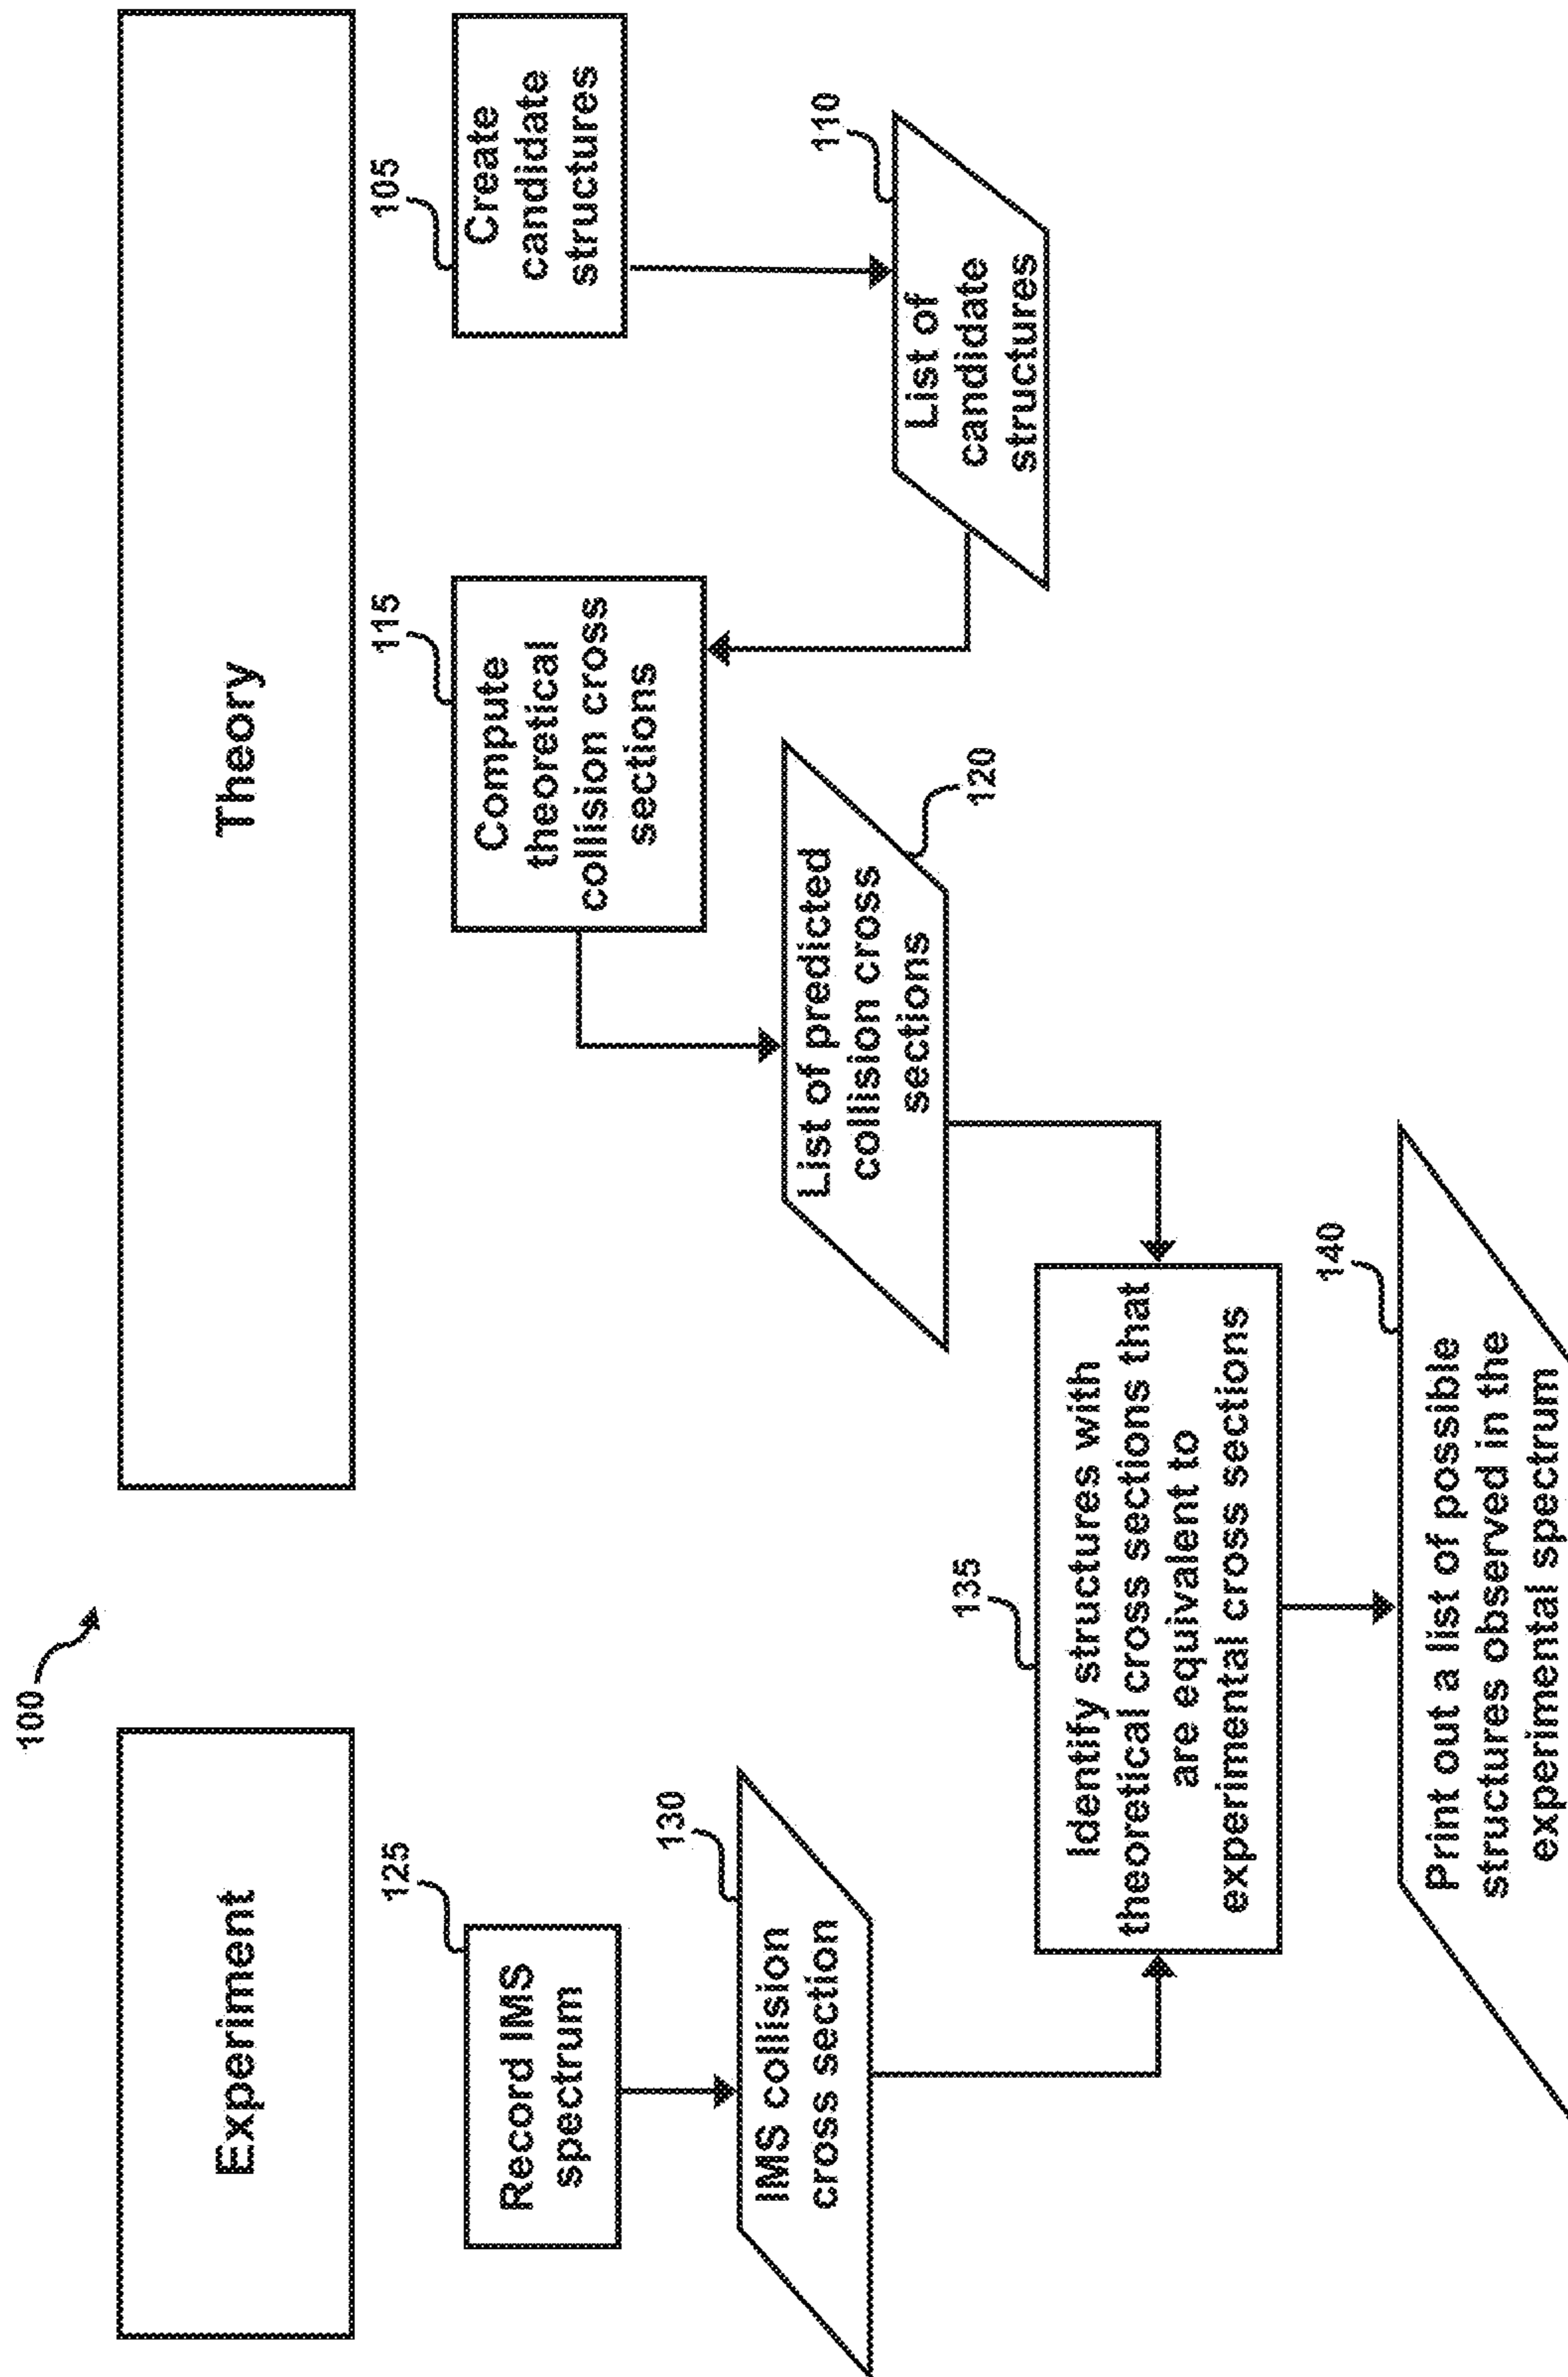 100
Experiment
Theory
125
Record IMS
spectrum
130
IMS collision
cross section
105
Create
candidate
structures
110
List of
candidate
structures
115
Compute
theoretical
collision cross
sections
120
List of predicted
collision cross
sections
135
Identify structures with
theoretical cross sections that
are equivalent to
experimental cross sections
140
Print out a list of possible
structures observed in the
experimental spectrum